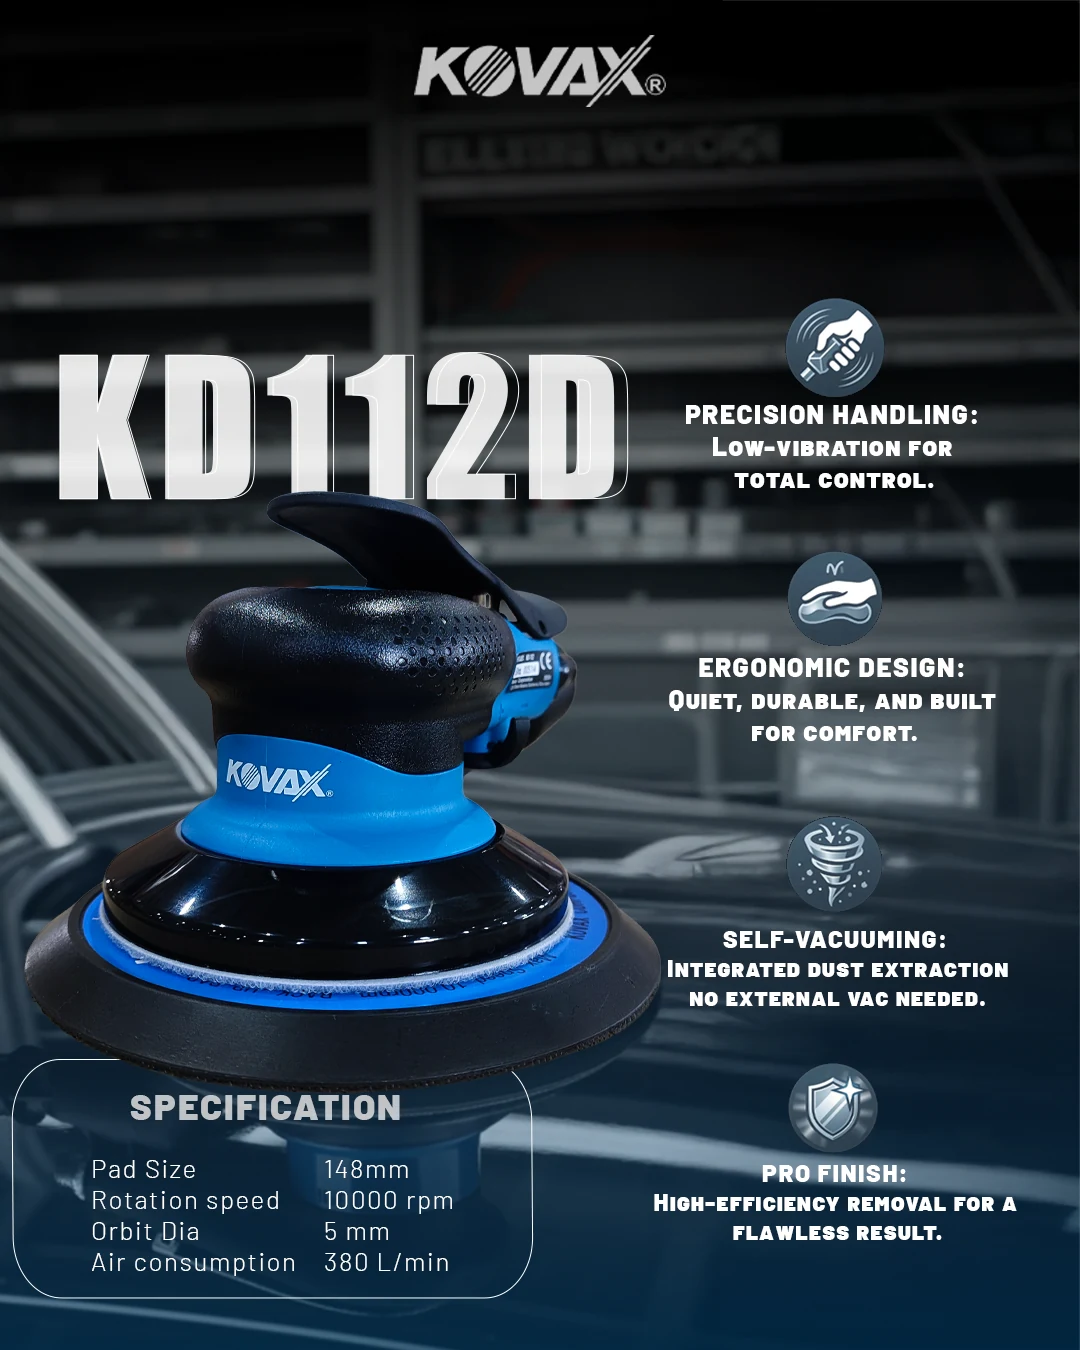 KOVAX®
KD112D
PRECISION HANDLING:
LOW-VIBRATION FOR
TOTAL CONTROL.
ERGONOMIC DESIGN:
QUIET, DURABLE, AND BUILT
FOR COMFORT.
CE
KOVAX®
SELF-VACUUMING:
INTEGRATED DUST EXTRACTION
NO EXTERNAL VAC NEEDED.
SPECIFICATION
Pad Size 148mm
Rotation speed 10000 rpm
Orbit Dia 5 mm
Air consumption 380 L/min
PRO FINISH:
HIGH-EFFICIENCY REMOVAL FOR A
FLAWLESS RESULT.